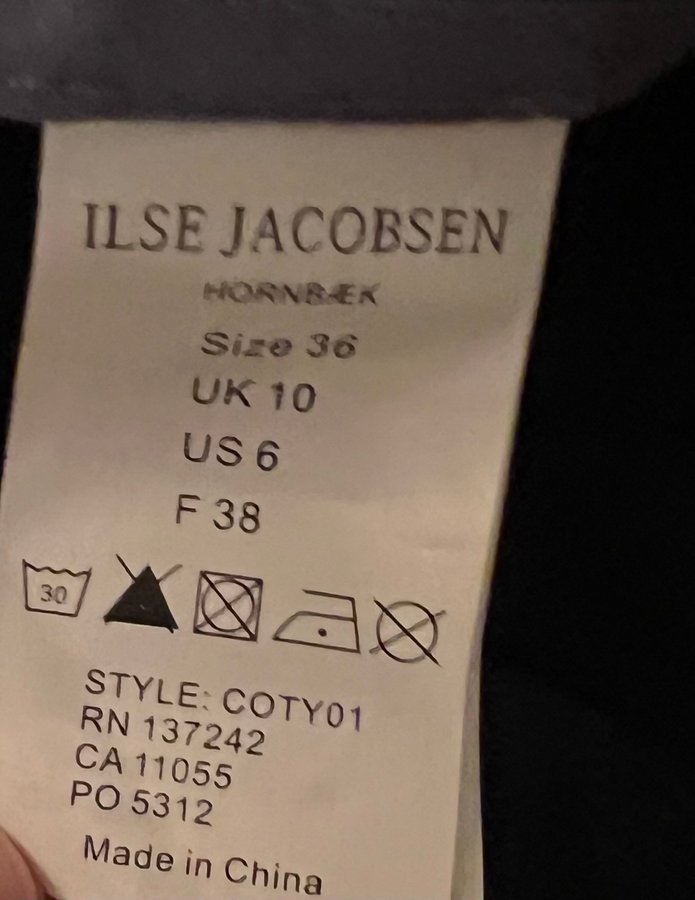 ILSE JACOBSEN
HORNBÆK
Size 36
UK 10
US 6
F 38
30
STYLE: COTY01
RN 137242
CA 11055
PO 5312
Made in China